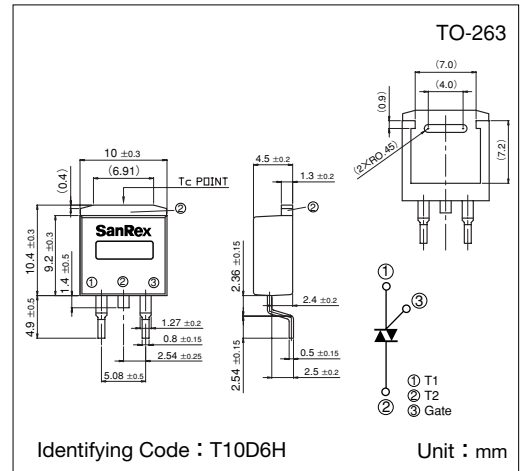 TO-263
(7.0)
(4.0)
(0.9)
(7.2)
(2×R0.45)
10 ±0.3
(6.91)
(0.4)
Tc POINT
②
SanRex
① ② ③
10.4 ±0.3
9.2 ±0.3
1.4 ±0.5
4.9 ±0.5
1.27 ±0.2
0.8 ±0.15
2.54 ±0.25
5.08 ±0.5
4.5 ±0.2
1.3 ±0.2
②
2.36 ±0.15
2.4 ±0.2
2.54 ±0.15
0.5 ±0.15
2.5 ±0.2
①
③
②
① T1
② T2
③ Gate
Identifying Code：T10D6H
Unit：mm